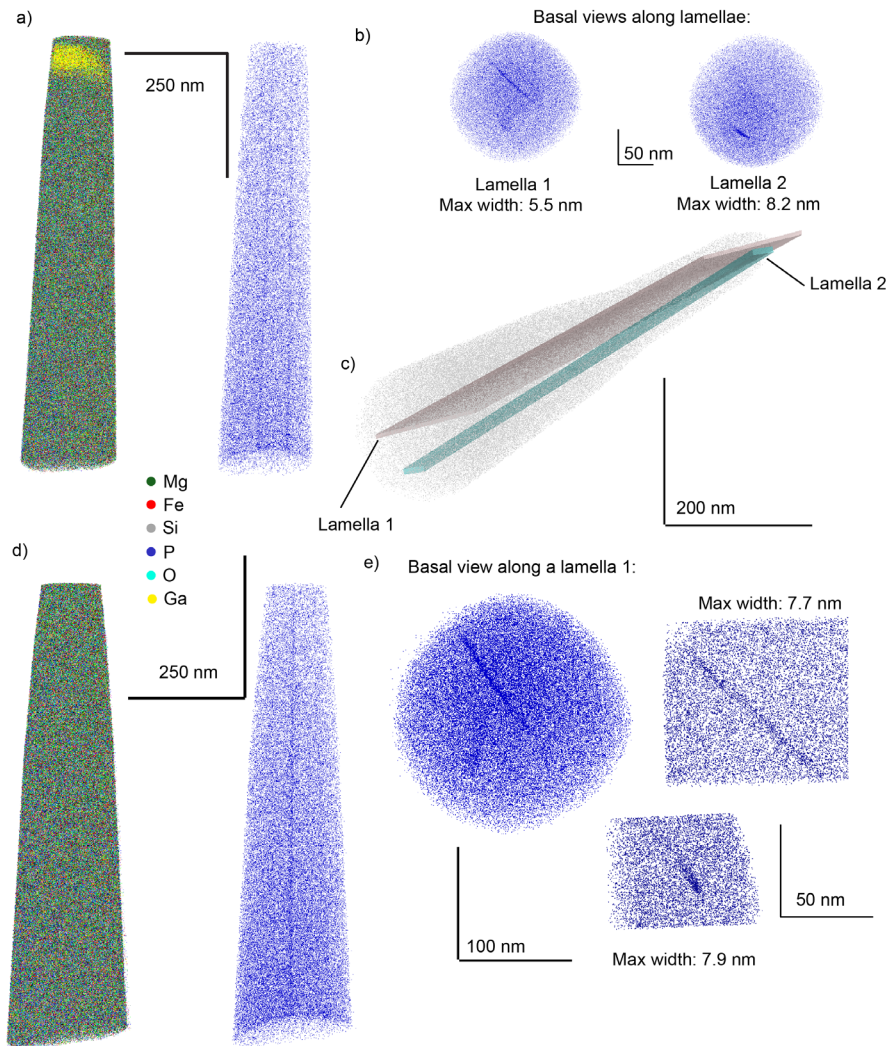 a)
250 nm
Basal views along lamellae:
b)
50 nm
Lamella 1
Max width: 5.5 nm
Lamella 2
Max width: 8.2 nm
Lamella 2
c)
Lamella 1
200 nm
Mg
Fe
Si
P
O
Ga
d)
250 nm
e)
Basal view along a lamella 1:
Max width: 7.7 nm
100 nm
50 nm
Max width: 7.9 nm